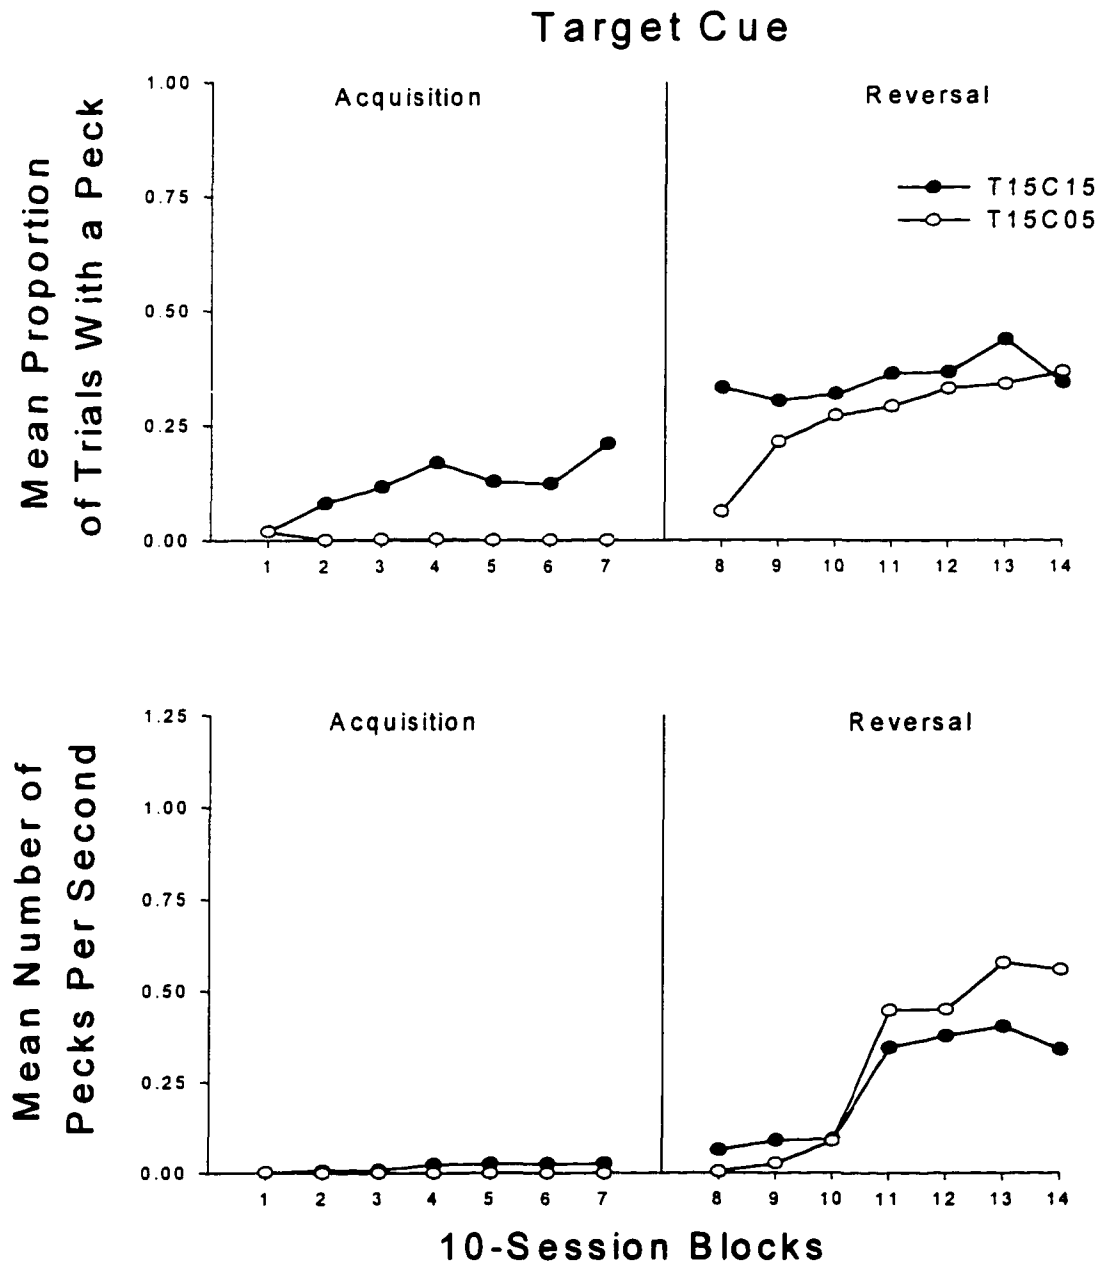 Target Cue
Mean Proportion
of Trials With a Peck
Acquisition
Reversal
1.00
0.75
0.50
0.25
0.00
T15C15
T15C05
1 2 3 4 5 6 7 8 9 10 11 12 13 14
Mean Number of
Pecks Per Second
Acquisition
Reversal
1.25
1.00
0.75
0.50
0.25
0.00
1 2 3 4 5 6 7 8 9 10 11 12 13 14
10-Session Blocks